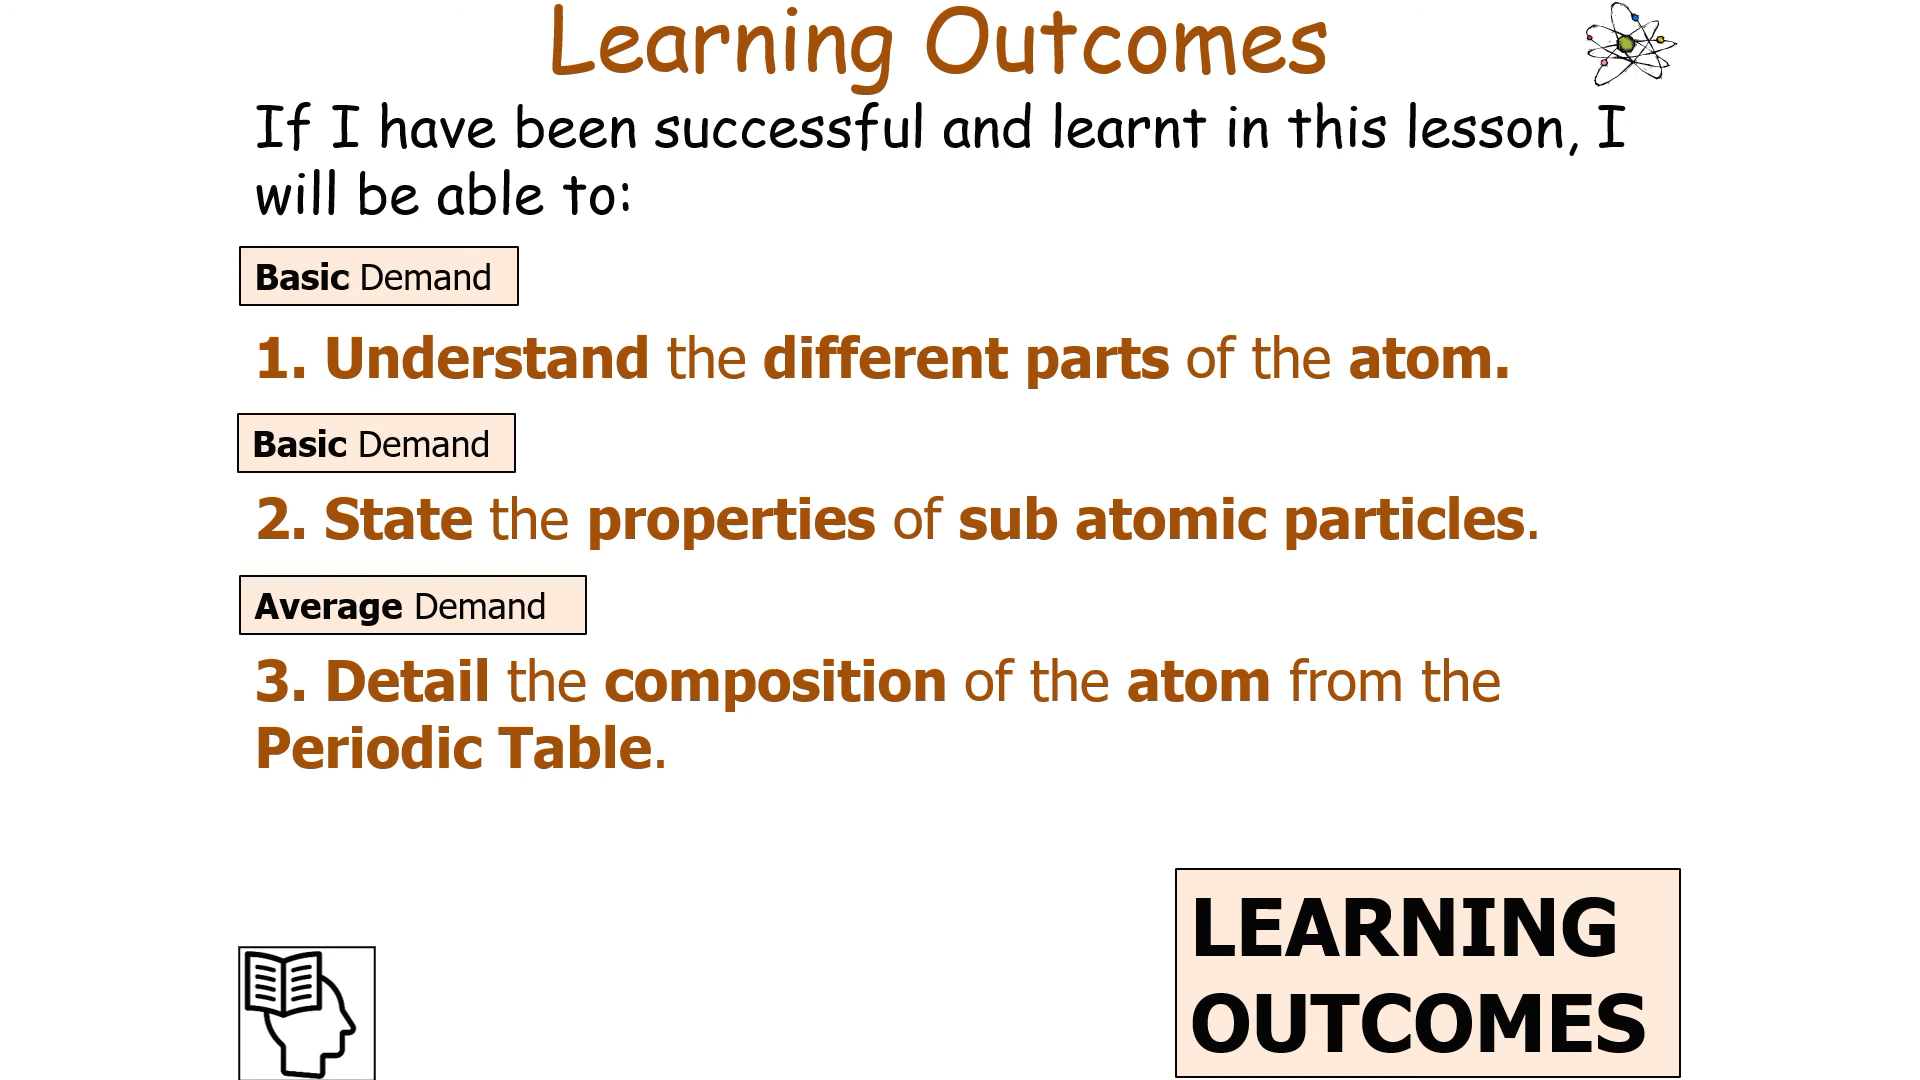 Learning Outcomes
If I have been successful and learnt in this lesson, I
will be able to:
Basic Demand
1. Understand the different parts of the atom.
Basic Demand
2. State the properties of sub atomic particles.
Average Demand
3. Detail the composition of the atom from the
Periodic Table.
LEARNING
OUTCOMES